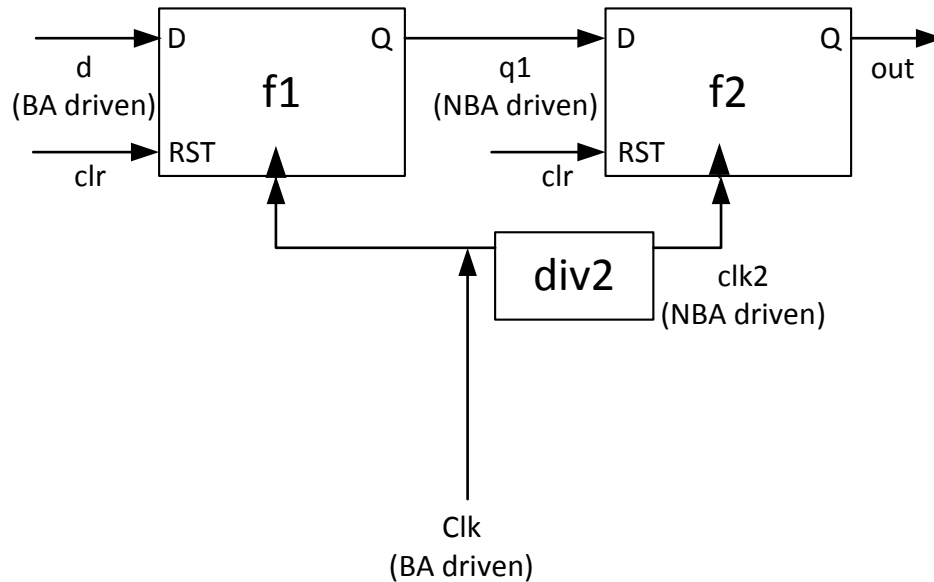 D
Q
d
(BA driven)
f1
RST
clr
q1
(NBA driven)
D
Q
f2
RST
clr
out
div2
clk2
(NBA driven)
Clk
(BA driven)